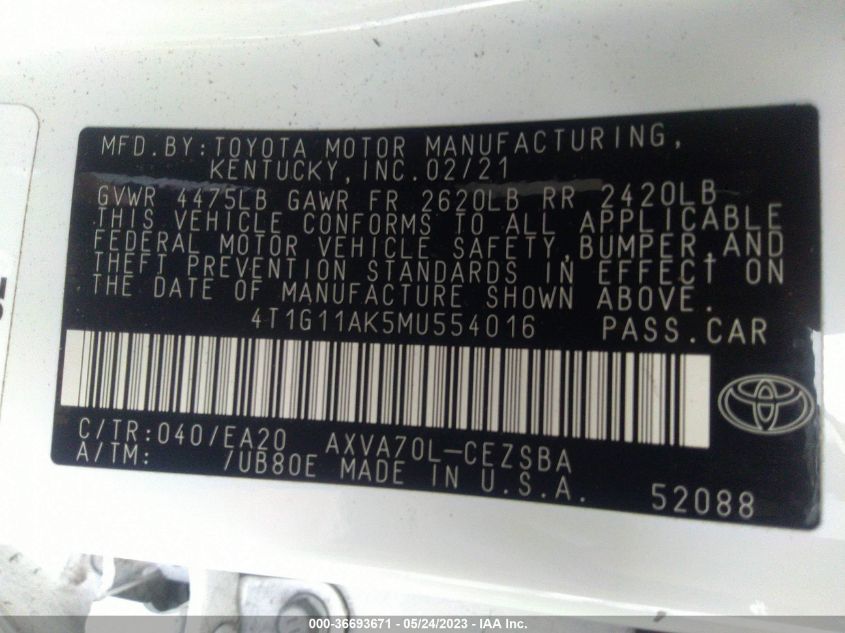 MFD.BY:TOYOTA MOTOR MANUFACTURING,
KENTUCKY,INC.02/21
GVWR 4475LB GAWR FR 2620LB RR 2420LB
THIS VEHICLE CONFORMS TO ALL APPLICABLE
FEDERAL MOTOR VEHICLE SAFETY,BUMPER,AND
THEFT PREVENTION STANDARDS IN EFFECT ON
THE DATE OF MANUFACTURE SHOWN ABOVE.
4T1G11AK5MU554016 PASS.CAR
C/TR:040/EA20 AXVA70L-CEZSBA
A/TM: /UB80E MADE IN U.S.A.
52088
000-36693671 - 05/24/2023 - IAA Inc.